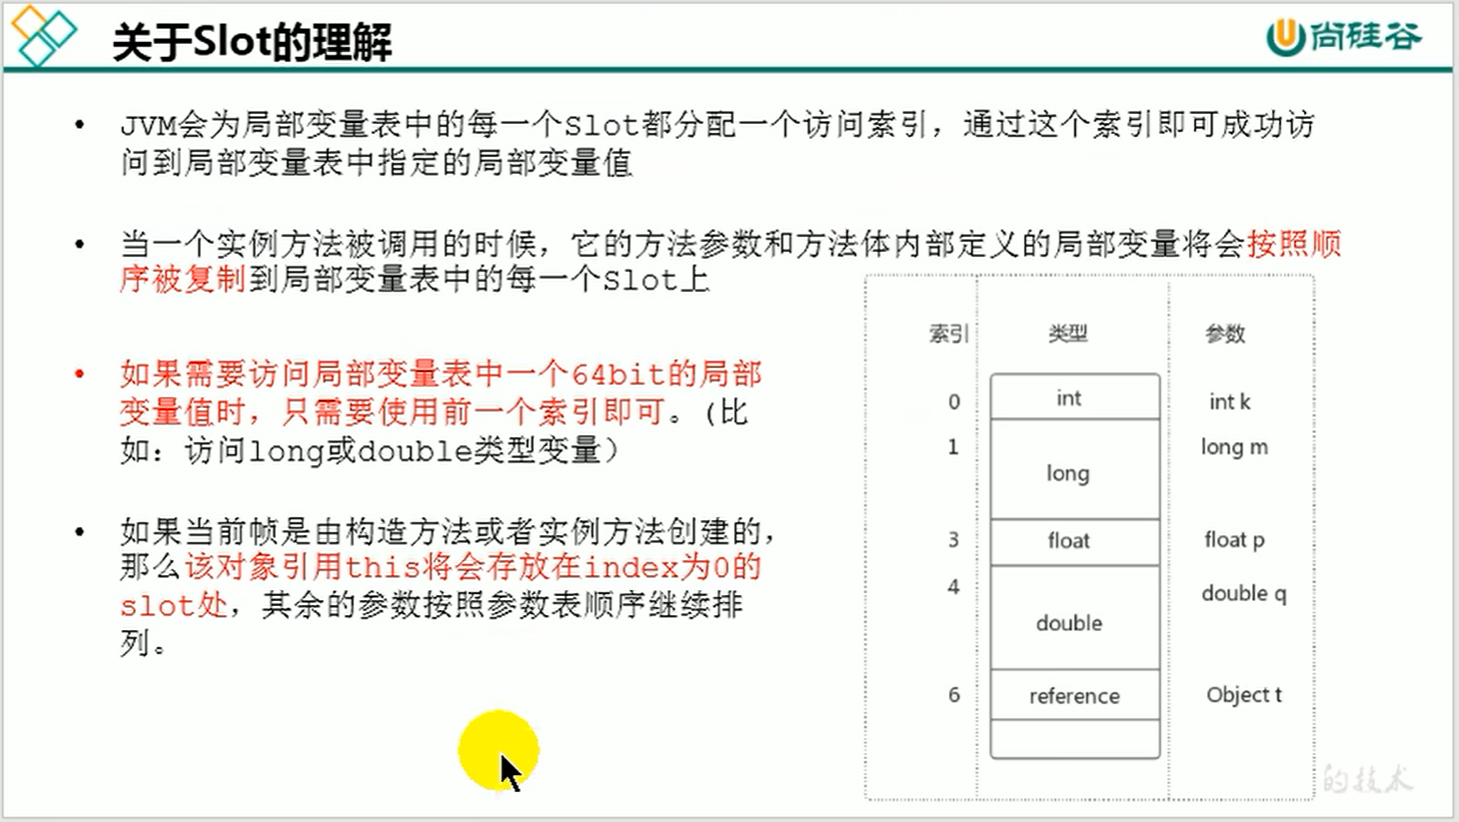 关于Slot的理解
尚硅谷
• JVM会为局部变量表中的每一个Slot都分配一个访问索引，通过这个索引即可成功访
问到局部变量表中指定的局部变量值
• 当一个实例方法被调用的时候，它的方法参数和方法体内部定义的局部变量将会按照顺
序被复制到局部变量表中的每一个Slot上
• 如果需要访问局部变量表中一个64bit的局部
变量值时，只需要使用前一个索引即可。(比
如：访问long或double类型变量）
• 如果当前帧是由构造方法或者实例方法创建的，
那么该对象引用this将会存放在index为0的
slot处，其余的参数按照参数表顺序继续排
列。
索引 类型 参数
0 int int k
1 long long m
3 float float p
4 double double q
6 reference Object t
的技术